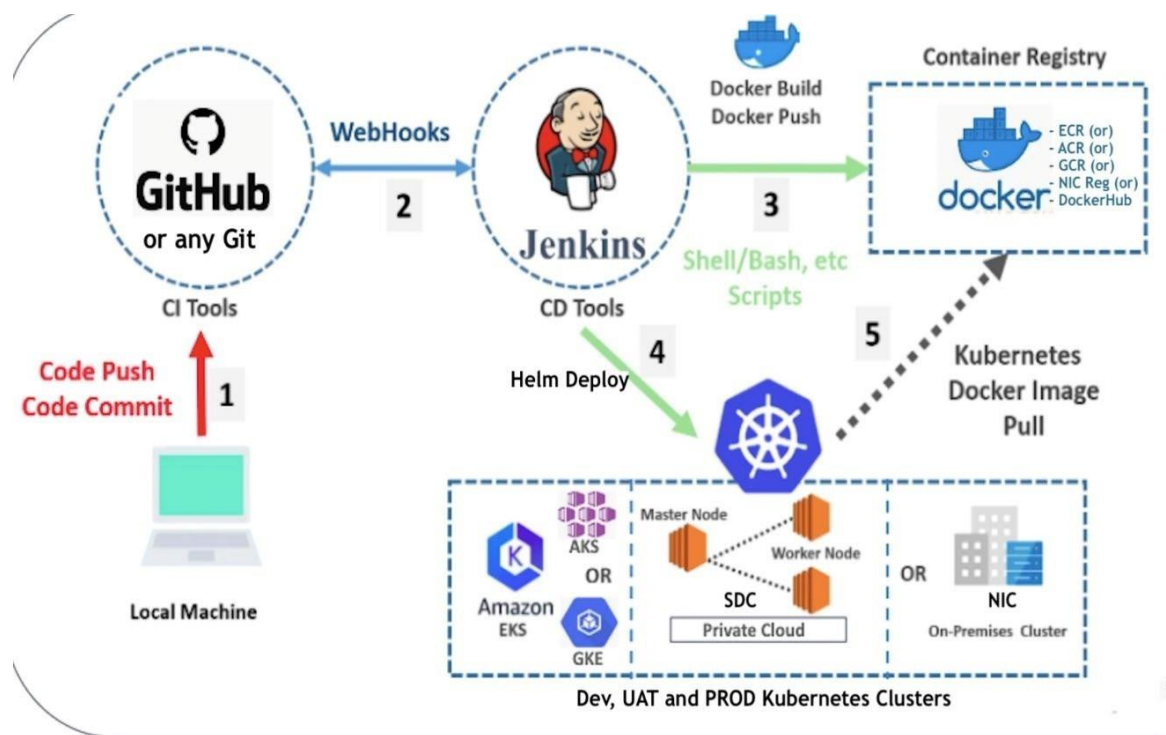 GitHub
or any Git
CI Tools
WebHooks
2
Jenkins
CD Tools
Docker Build
Docker Push
3
Shell/Bash, etc
Scripts
Container Registry
docker
- ECR (or)
- ACR (or)
- GCR (or)
- NIC Reg (or)
- DockerHub
Code Push
Code Commit
1
Local Machine
4
Helm Deploy
5
Kubernetes
Docker Image
Pull
AKS
OR
K
Amazon
EKS
GKE
Master Node
Worker Node
SDC
Private Cloud
OR
NIC
On-Premises Cluster
Dev, UAT and PROD Kubernetes Clusters